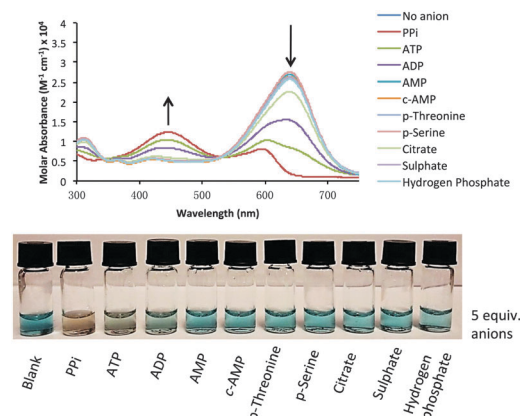 4
3.5
3
2.5
2
1.5
1
0.5
0
300 400 500 600 700
Molar Absorbance (M⁻¹ cm⁻¹) x 10⁴
Wavelength (nm)
No anion
PPi
ATP
ADP
AMP
c-AMP
p-Threonine
p-Serine
Citrate
Sulphate
Hydrogen Phosphate
5 equiv.
anions
Blank
PPi
ATP
ADP
AMP
c-AMP
p-Threonine
p-Serine
Citrate
Sulphate
Hydrogen
phosphate